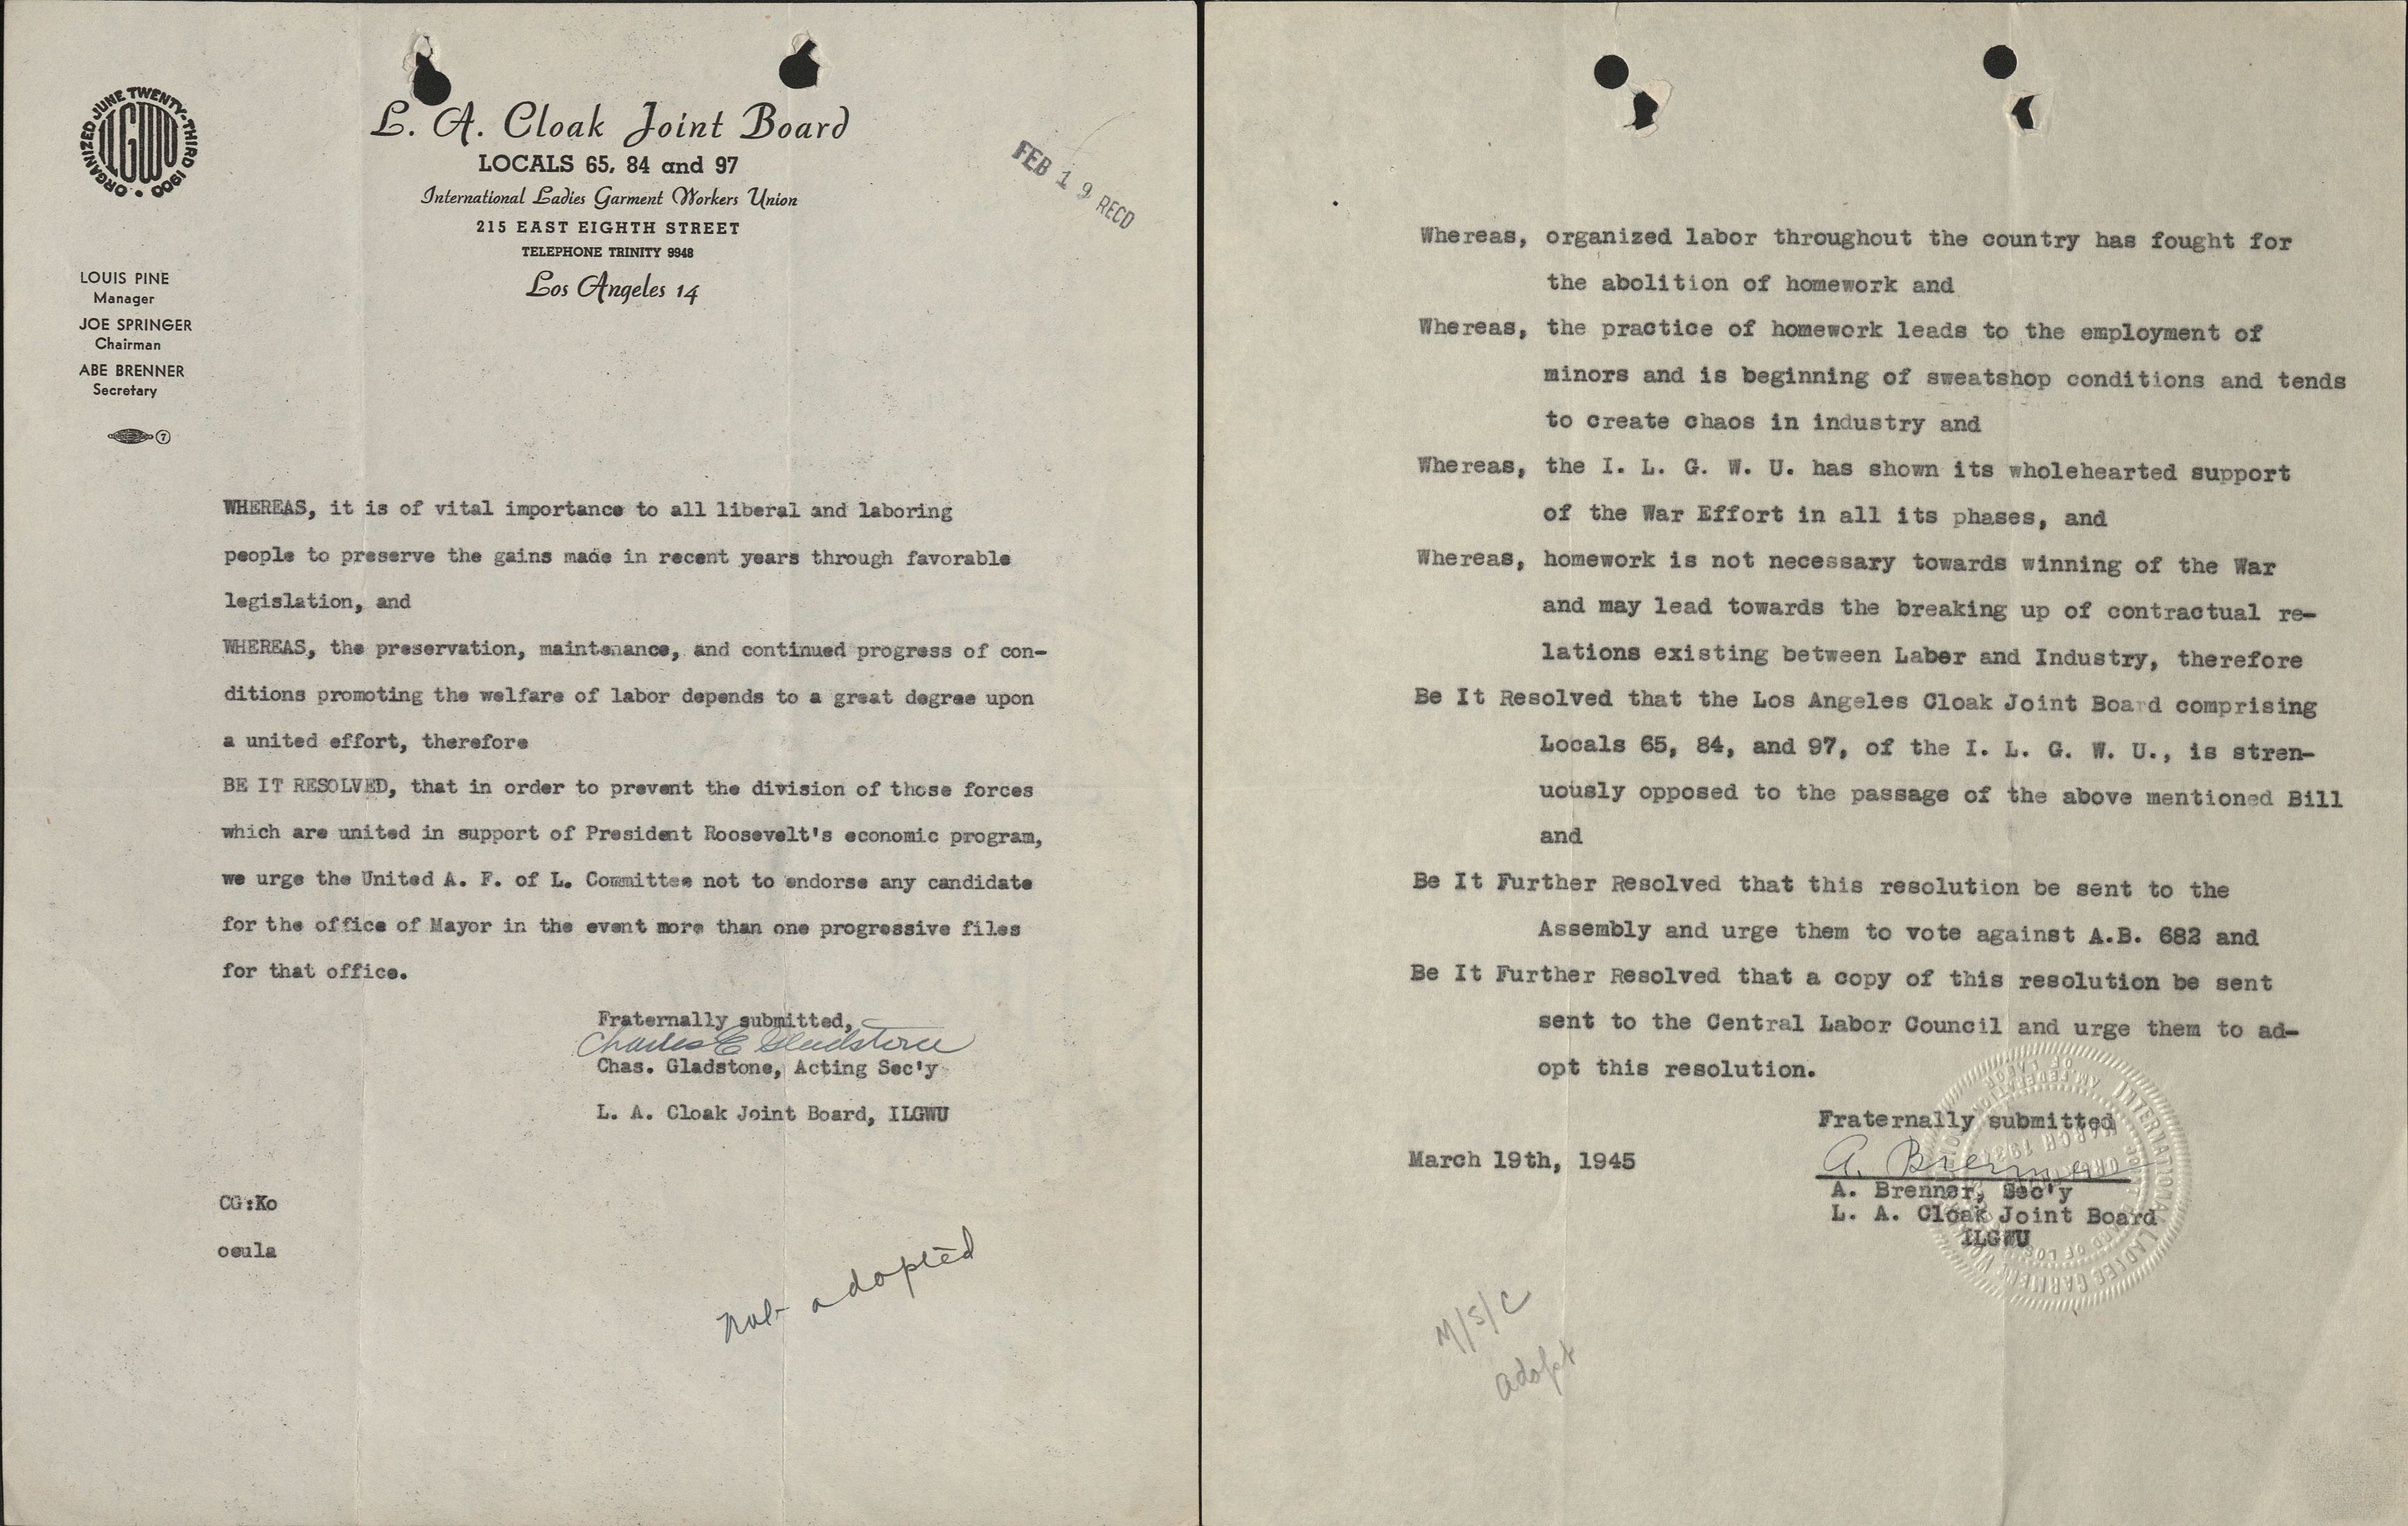 ORGANIZED JUNE TWENTY-THIRD 1900
ILGWU
L. A. Cloak Joint Board
LOCALS 65, 84 and 97
International Ladies Garment Workers Union
215 EAST EIGHTH STREET
TELEPHONE TRINITY 9948
Los Angeles 14
FEB 19 RECD
LOUIS PINE
Manager
JOE SPRINGER
Chairman
ABE BRENNER
Secretary
7
WHEREAS, it is of vital importance to all liberal and laboring
people to preserve the gains made in recent years through favorable
legislation, and
WHEREAS, the preservation, maintenance, and continued progress of con-
ditions promoting the welfare of labor depends to a great degree upon
a united effort, therefore
BE IT RESOLVED, that in order to prevent the division of those forces
which are united in support of President Roosevelt's economic program,
we urge the United A. F. of L. Committee not to endorse any candidate
for the office of Mayor in the event more than one progressive files
for that office.
Fraternally submitted,
Charles E Gladstone
Chas. Gladstone, Acting Sec'y
L. A. Cloak Joint Board, ILGWU
CG:Ko
oeula
not adopted
Whereas, organized labor throughout the country has fought for
the abolition of homework and
Whereas, the practice of homework leads to the employment of
minors and is beginning of sweatshop conditions and tends
to create chaos in industry and
Whereas, the I. L. G. W. U. has shown its wholehearted support
of the War Effort in all its phases, and
Whereas, homework is not necessary towards winning of the War
and may lead towards the breaking up of contractual re-
lations existing between Labor and Industry, therefore
Be It Resolved that the Los Angeles Cloak Joint Board comprising
Locals 65, 84, and 97, of the I. L. G. W. U., is stren-
uously opposed to the passage of the above mentioned Bill
and
Be It Further Resolved that this resolution be sent to the
Assembly and urge them to vote against A.B. 682 and
Be It Further Resolved that a copy of this resolution be sent
sent to the Central Labor Council and urge them to ad-
opt this resolution.
Fraternally submitted
March 19th, 1945
A. Brenner
A. Brenner, Sec'y
L. A. Cloak Joint Board
ILGWU
M/S/C
adopt